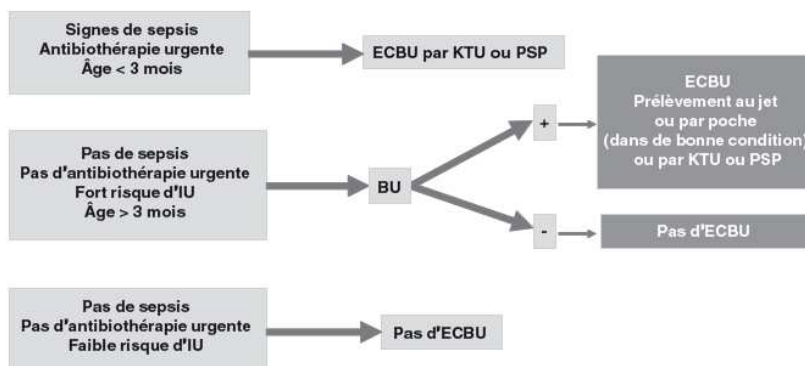 Signes de sepsis
Antibiothérapie urgente
Âge < 3 mois
ECBU par KTU ou PSP
Pas de sepsis
Pas d'antibiothérapie urgente
Fort risque d'IU
Âge > 3 mois
BU
+
ECBU
Prélèvement au jet
ou par poche
(dans de bonne condition)
ou par KTU ou PSP
-
Pas d'ECBU
Pas de sepsis
Pas d'antibiothérapie urgente
Faible risque d'IU
Pas d'ECBU